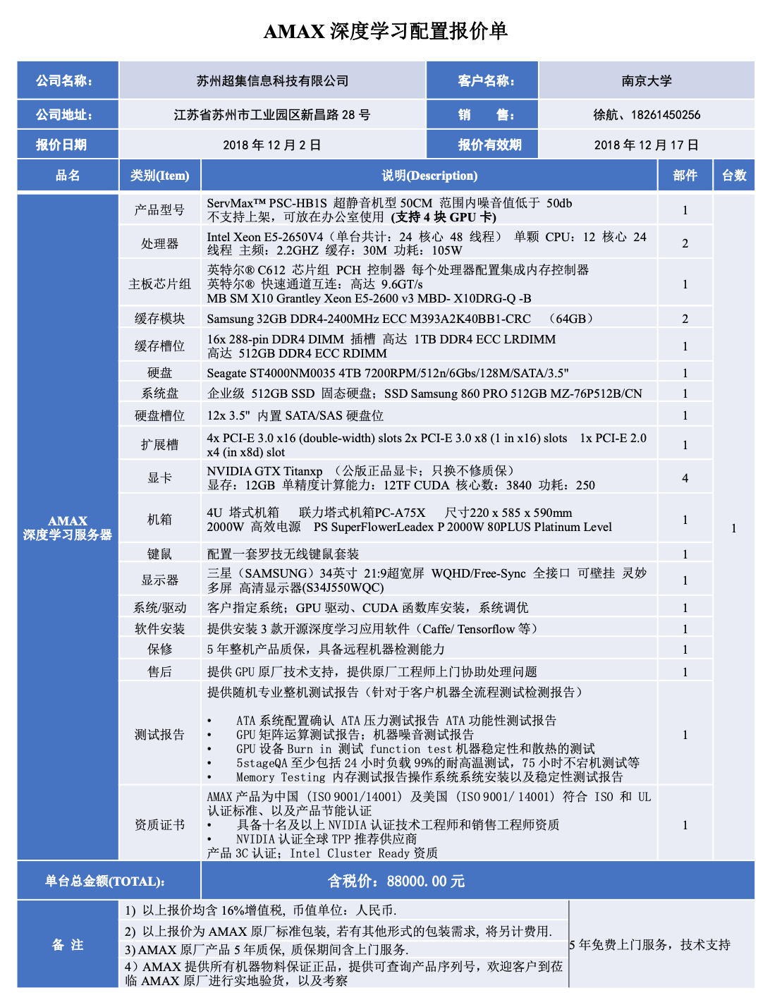 AMAX 深度学习配置报价单
公司名称： 苏州超集信息科技有限公司 客户名称： 南京大学
公司地址： 江苏省苏州市工业园区新昌路 28 号 销 售： 徐航、18261450256
报价日期 2018 年 12 月 2 日 报价有效期 2018 年 12 月 17 日
品名 类别(Item) 说明(Description) 部件 台数
AMAX
深度学习服务器
1
产品型号 ServMax™ PSC-HB1S 超静音机型 50CM 范围内噪音值低于 50db
不支持上架，可放在办公室使用 (支持 4 块 GPU 卡) 1
处理器 Intel Xeon E5-2650V4（单台共计：24 核心 48 线程） 单颗 CPU：12 核心 24
线程 主频：2.2GHZ 缓存：30M 功耗：105W 2
主板芯片组 英特尔® C612 芯片组 PCH 控制器 每个处理器配置集成内存控制器
英特尔® 快速通道互连：高达 9.6GT/s 1
MB SM X10 Grantley Xeon E5-2600 v3 MBD- X10DRG-Q -B
缓存模块 Samsung 32GB DDR4-2400MHz ECC M393A2K40BB1-CRC （64GB） 2
缓存槽位 16x 288-pin DDR4 DIMM 插槽 高达 1TB DDR4 ECC LRDIMM
高达 512GB DDR4 ECC RDIMM 1
硬盘 Seagate ST4000NM0035 4TB 7200RPM/512n/6Gbs/128M/SATA/3.5" 1
系统盘 企业级 512GB SSD 固态硬盘；SSD Samsung 860 PRO 512GB MZ-76P512B/CN 1
硬盘槽位 12x 3.5" 内置 SATA/SAS 硬盘位 1
扩展槽 4x PCI-E 3.0 x16 (double-width) slots 2x PCI-E 3.0 x8 (1 in x16) slots 1x PCI-E 2.0
x4 (in x8d) slot 1
显卡 NVIDIA GTX Titanxp （公版正品显卡；只换不修质保）
显存：12GB 单精度计算能力：12TF CUDA 核心数：3840 功耗：250 4
机箱 4U 塔式机箱 联力塔式机箱PC-A75X 尺寸220 x 585 x 590mm
2000W 高效电源 PS SuperFlowerLeadex P 2000W 80PLUS Platinum Level 1
键鼠 配置一套罗技无线键鼠套装 1
显示器 三星（SAMSUNG）34英寸 21:9超宽屏 WQHD/Free-Sync 全接口 可壁挂 灵妙
多屏 高清显示器(S34J550WQC) 1
系统/驱动 客户指定系统；GPU 驱动、CUDA 函数库安装，系统调优 1
软件安装 提供安装 3 款开源深度学习应用软件（Caffe/ Tensorflow 等） 1
保修 5 年整机产品质保，具备远程机器检测能力 1
售后 提供 GPU 原厂技术支持，提供原厂工程师上门协助处理问题 1
测试报告 提供随机专业整机测试报告（针对于客户机器全流程测试检测报告） 1
• ATA 系统配置确认 ATA 压力测试报告 ATA 功能性测试报告
• GPU 矩阵运算测试报告；机器噪音测试报告
• GPU 设备 Burn in 测试 function test 机器稳定性和散热的测试
• 5stageQA 至少包括 24 小时负载 99%的耐高温测试，75 小时不宕机测试等
• Memory Testing 内存测试报告操作系统系统安装以及稳定性测试报告
资质证书 AMAX 产品为中国 (ISO 9001/14001) 及美国 (ISO 9001/ 14001) 符合 ISO 和 UL
认证标准、以及产品节能认证 1
• 具备十名及以上 NVIDIA 认证技术工程师和销售工程师资质
• NVIDIA 认证全球 TPP 推荐供应商
产品 3C 认证；Intel Cluster Ready 资质
单台总金额(TOTAL)： 含税价：88000.00 元
备 注
1) 以上报价均含 16%增值税, 币值单位：人民币.
2) 以上报价为 AMAX 原厂标准包装, 若有其他形式的包装需求, 将另计费用.
3) AMAX 原厂产品 5 年质保, 质保期间含上门服务.
4）AMAX 提供所有机器物料保证正品，提供可查询产品序列号，欢迎客户到莅
临 AMAX 原厂进行实地验货，以及考察
5 年免费上门服务，技术支持